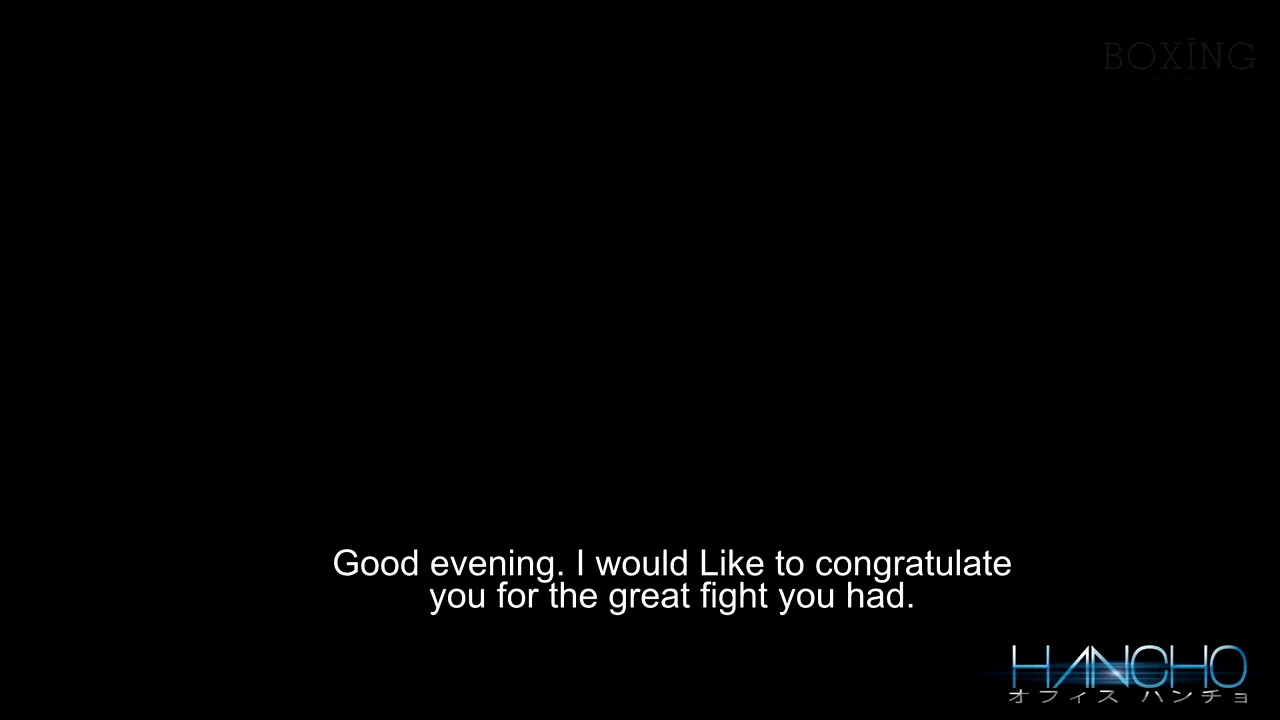 BOXING
Good evening. I would Like to congratulate
you for the great fight you had.
HANCHO
オフィス ハンチョ